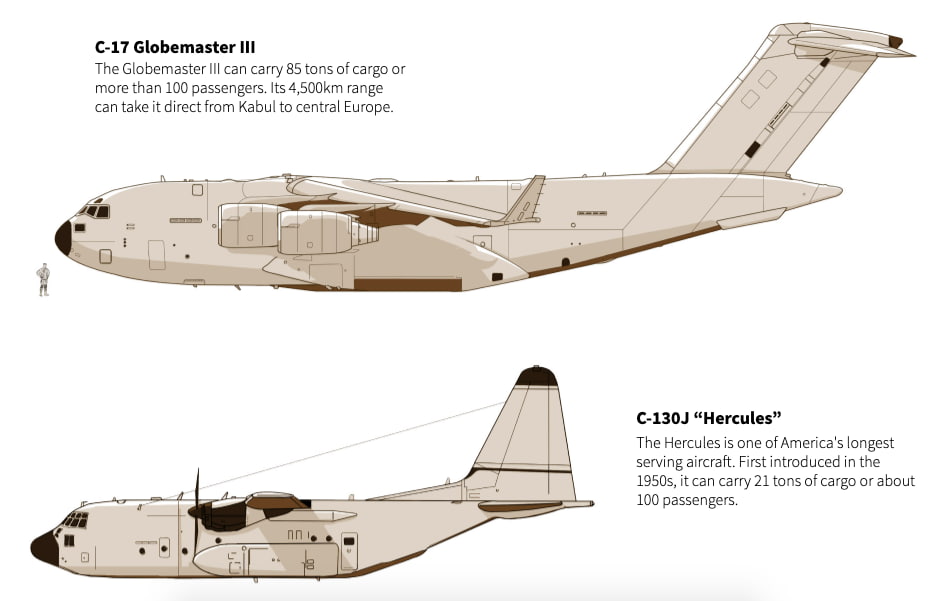 C-17 Globemaster III
The Globemaster III can carry 85 tons of cargo or
more than 100 passengers. Its 4,500km range
can take it direct from Kabul to central Europe.
C-130J “Hercules”
The Hercules is one of America's longest
serving aircraft. First introduced in the
1950s, it can carry 21 tons of cargo or about
100 passengers.